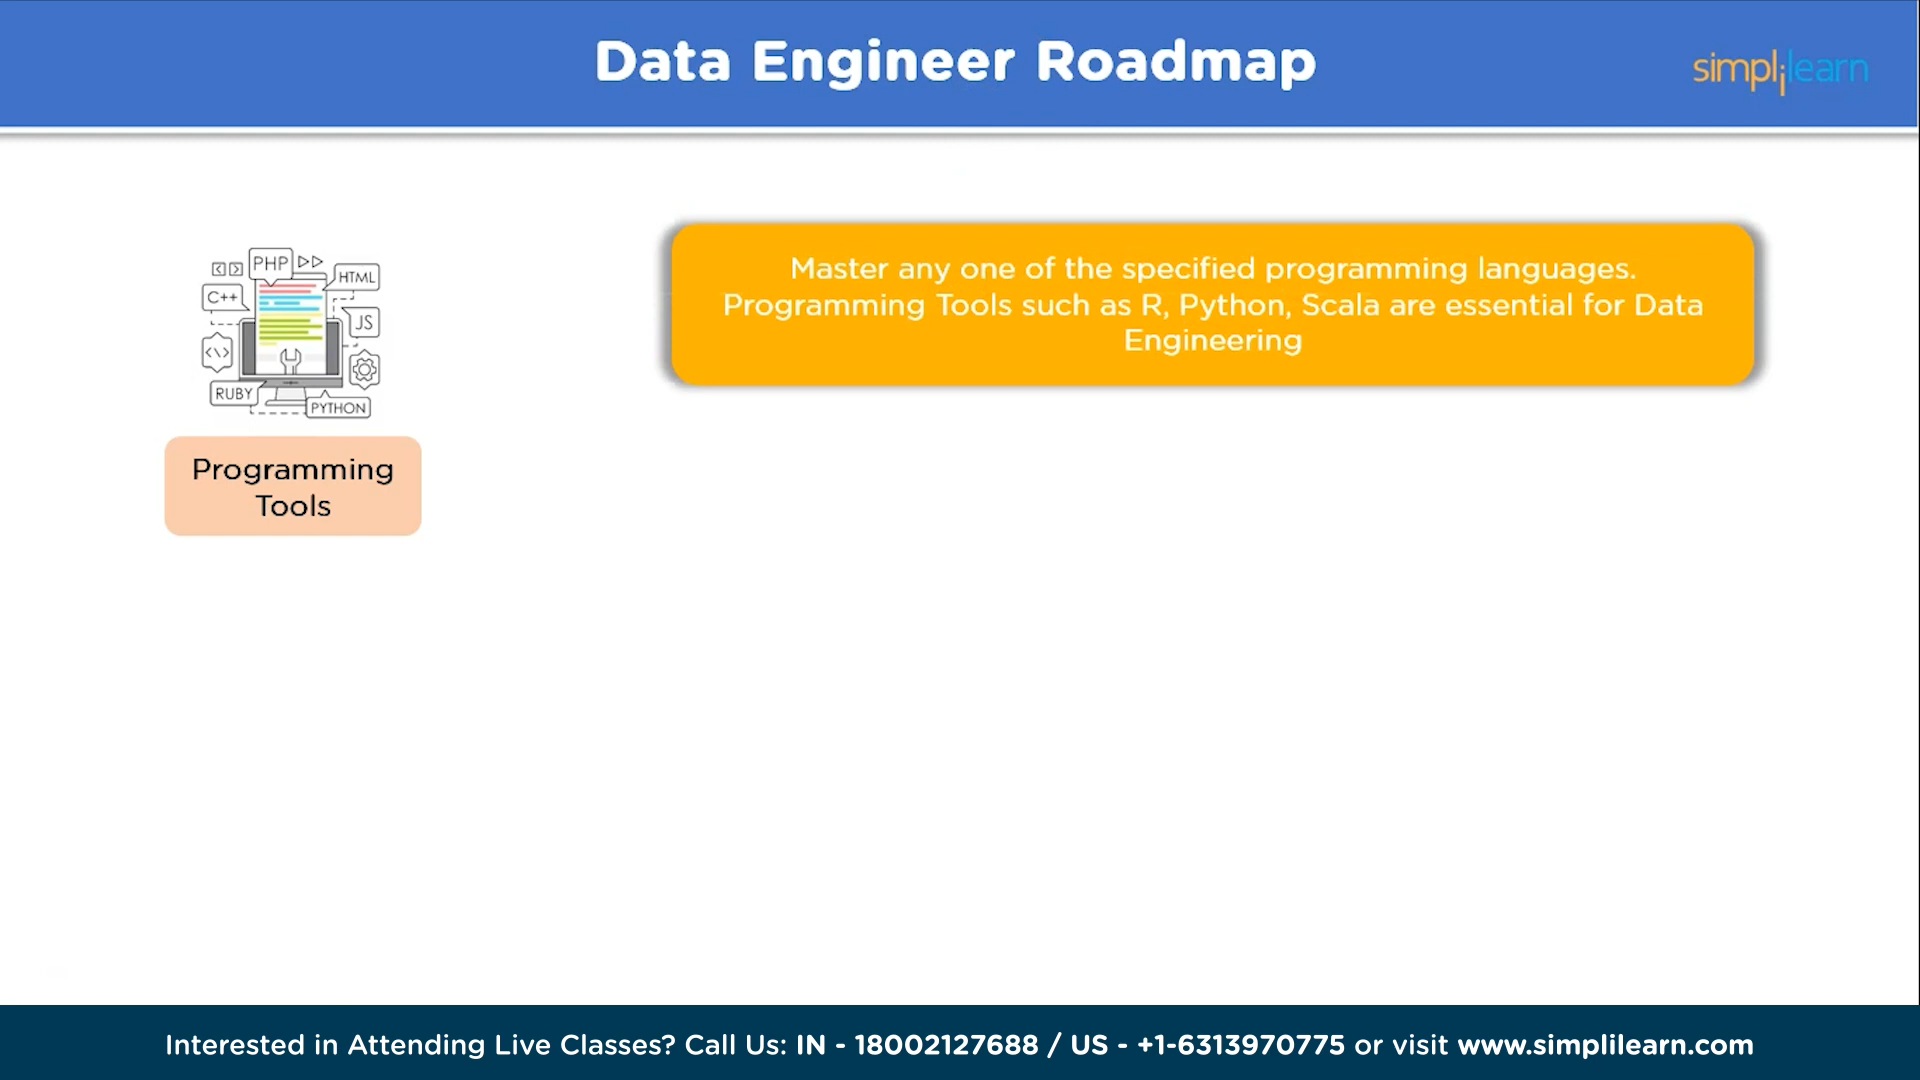 Data Engineer Roadmap
simplilearn
PHP
HTML
C++
JS
RUBY
PYTHON
Programming
Tools
Master any one of the specified programming languages.
Programming Tools such as R, Python, Scala are essential for Data
Engineering
Interested in Attending Live Classes? Call Us: IN - 18002127688 / US - +1-6313970775 or visit www.simplilearn.com